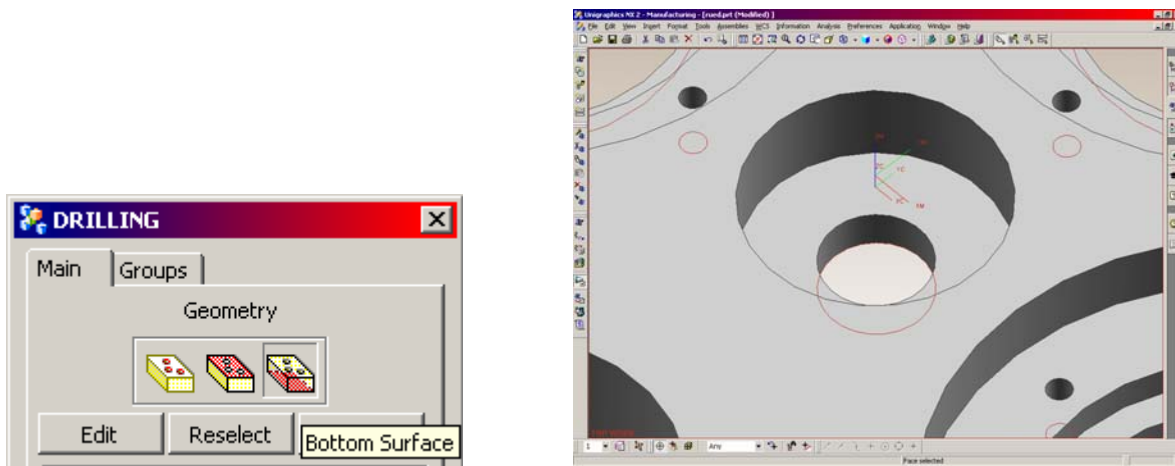 DRILLING
Main Groups
Geometry
Edit Reselect
Bottom Surface
Unigraphics NX 2 - Manufacturing - [rued.prt (Modified) ]
File Edit View Insert Format Tools Assemblies WCS Information Analysis Preferences Application Window Help
1 Any
Face selected